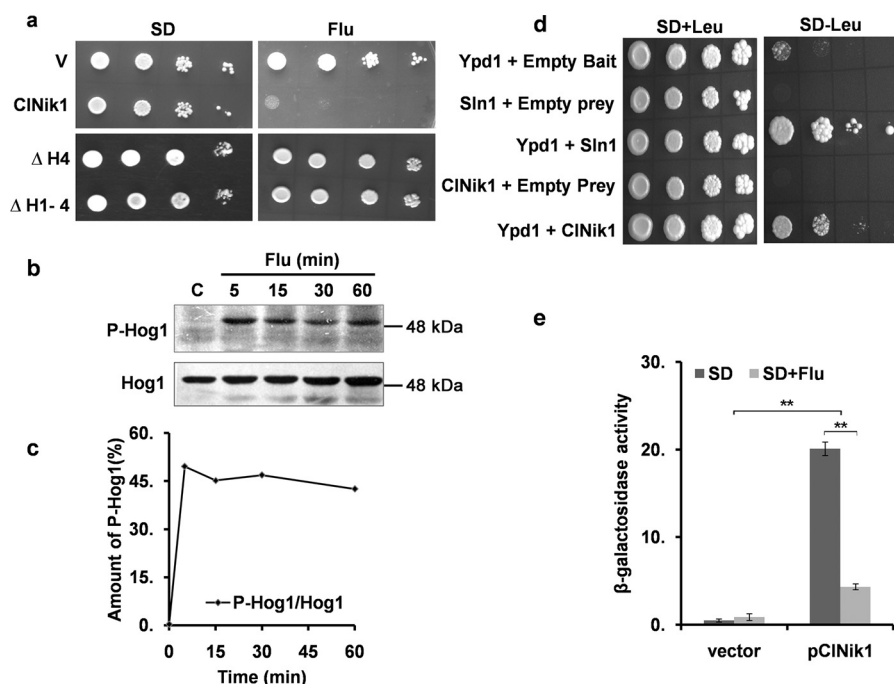 a
SD Flu
V
ClNik1
Δ H4
Δ H1- 4
b
Flu (min)
C 5 15 30 60
P-Hog1
48 kDa
Hog1
48 kDa
c
60.
45.
30.
15.
0.
Amount of P-Hog1(%)
P-Hog1/Hog1
0 15 30 45 60
Time (min)
d
SD+Leu SD-Leu
Ypd1 + Empty Bait
Sln1 + Empty prey
Ypd1 + Sln1
ClNik1 + Empty Prey
Ypd1 + ClNik1
e
30.
20.
10.
0.
β-galactosidase activity
SD SD+Flu
**
**
vector pClNik1